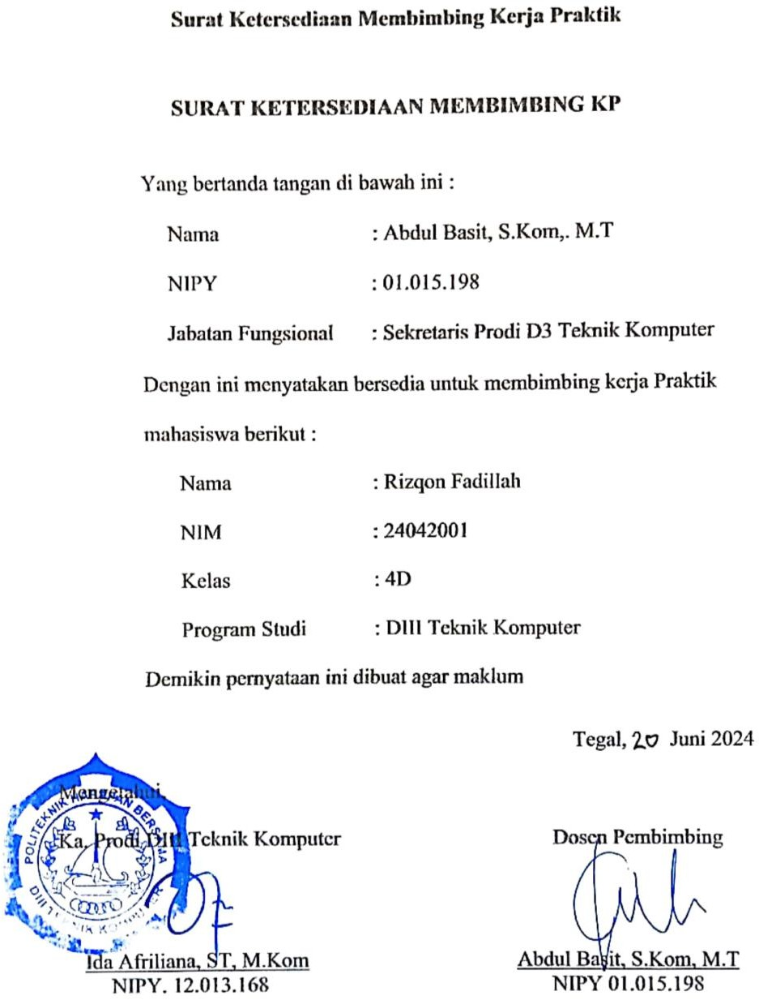 Surat Ketersediaan Membimbing Kerja Praktik
SURAT KETERSEDIAAN MEMBIMBING KP
Yang bertanda tangan di bawah ini :
Nama : Abdul Basit, S.Kom,. M.T
NIPY : 01.015.198
Jabatan Fungsional : Sekretaris Prodi D3 Teknik Komputer
Dengan ini menyatakan bersedia untuk membimbing kerja Praktik
mahasiswa berikut :
Nama : Rizqon Fadillah
NIM : 24042001
Kelas : 4D
Program Studi : DIII Teknik Komputer
Demikin pernyataan ini dibuat agar maklum
Tegal, 20 Juni 2024
Mengetahui,
Ka. Prodi DIII Teknik Komputer
Dosen Pembimbing
POLITEKNIK HARAPAN BERSAMA
DIII TEKNIK KOMPUTER
Ida Afriliana, ST, M.Kom
NIPY. 12.013.168
Abdul Basit, S.Kom, M.T
NIPY 01.015.198